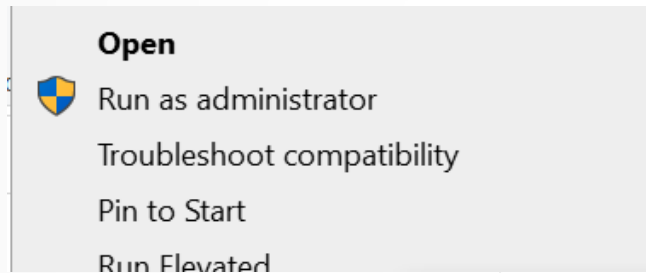 Open
Run as administrator
Troubleshoot compatibility
Pin to Start
Run Elevated